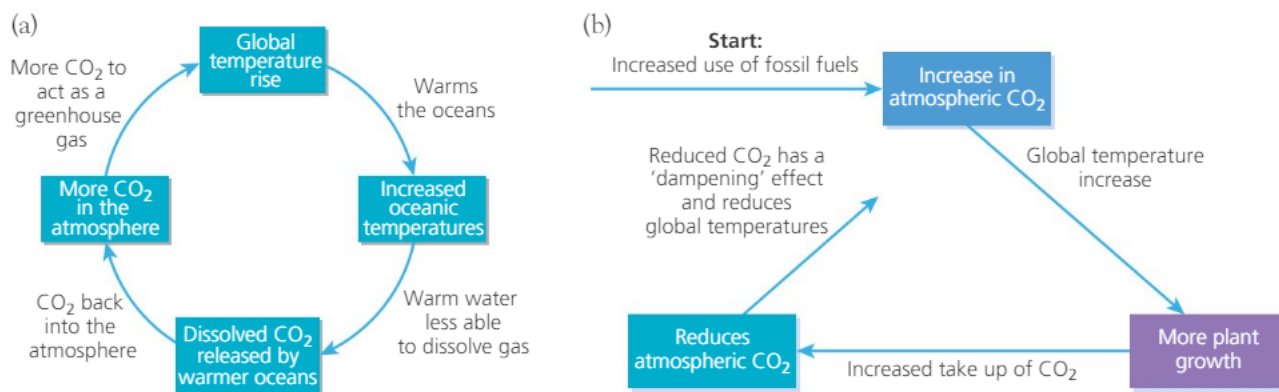 (a)
Global
temperature
rise
Warms
the oceans
Increased
oceanic
temperatures
Warm water
less able
to dissolve gas
Dissolved CO₂
released by
warmer oceans
CO₂ back
into the
atmosphere
More CO₂
in the
atmosphere
More CO₂ to
act as a
greenhouse
gas
(b)
Start:
Increased use of fossil fuels
Increase in
atmospheric CO₂
Global temperature
increase
More plant
growth
Increased take up of CO₂
Reduces
atmospheric CO₂
Reduced CO₂ has a
‘dampening’ effect
and reduces
global temperatures